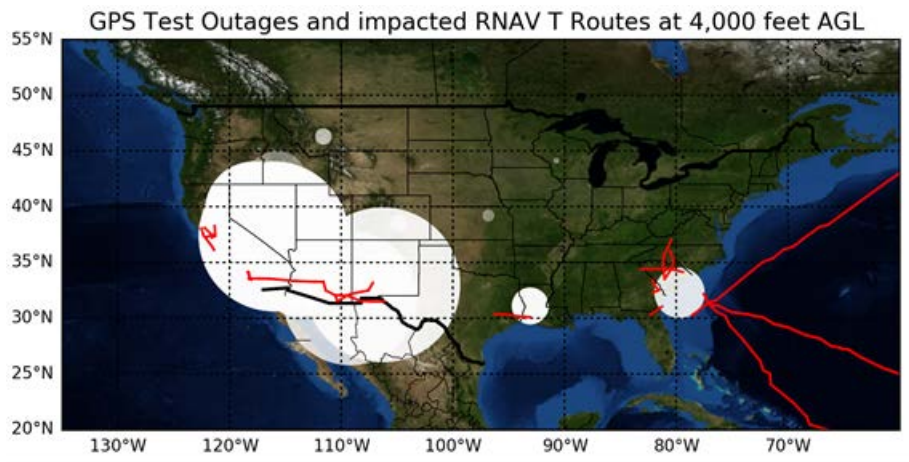 GPS Test Outages and impacted RNAV T Routes at 4,000 feet AGL
55°N
50°N
45°N
40°N
35°N
30°N
25°N
20°N
130°W 120°W 110°W 100°W 90°W 80°W 70°W